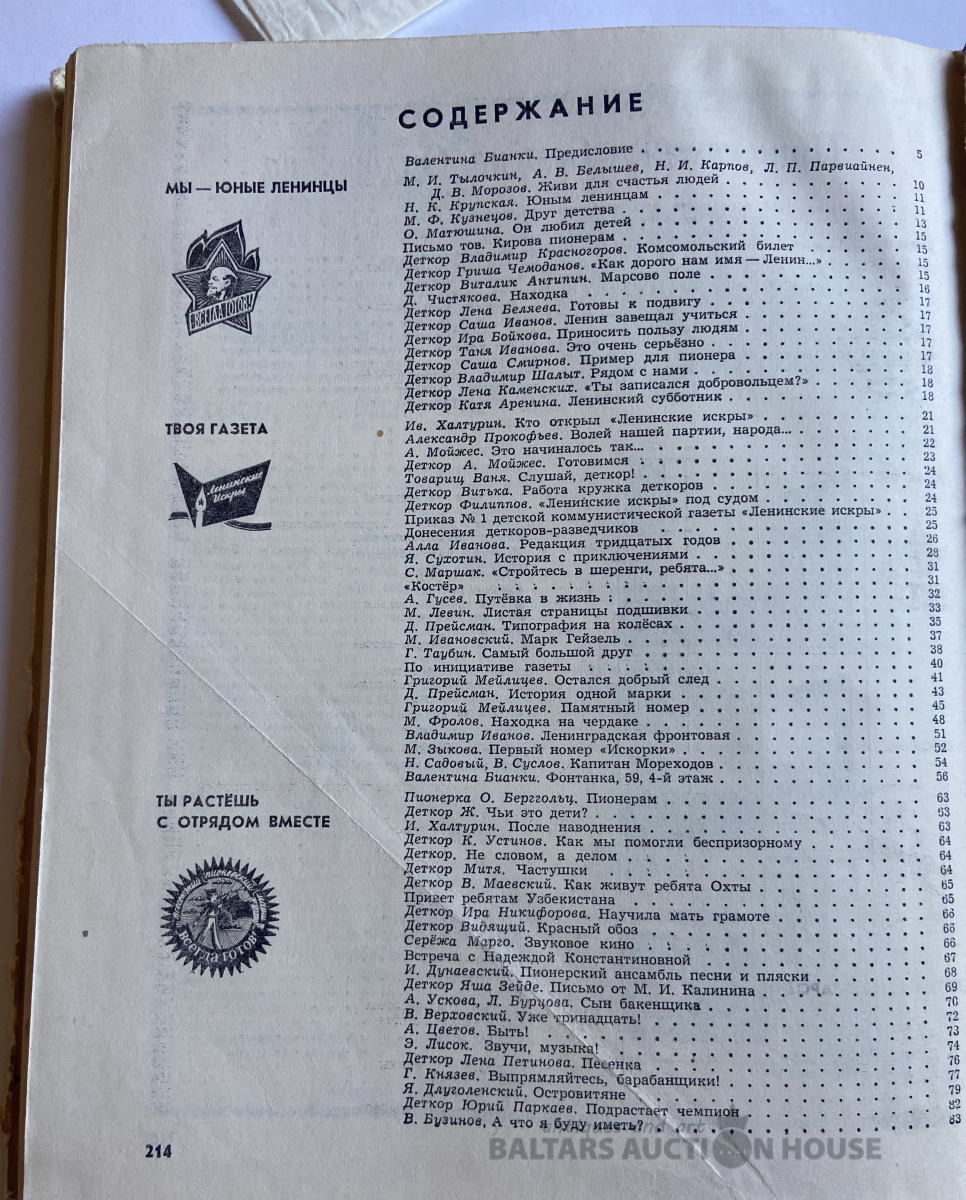 СОДЕРЖАНИЕ
Валентина Бианки. Предисловие 5
МЫ — ЮНЫЕ ЛЕНИНЦЫ
ВСЕГДА ГОТОВ!
М. И. Тылочкин, А. В. Белышев, Н. И. Карпов, Л. П. Парвиайнен,
Д. В. Морозов. Живи для счастья людей 10
Н. К. Крупская. Юным ленинцам 11
М. Ф. Кузнецов. Друг детства 11
О. Матюшина. Он любил детей 13
Письмо тов. Кирова пионерам 15
Деткор Владимир Красногоров. Комсомольский билет 15
Деткор Гриша Чемоданов. «Как дорого нам имя — Ленин...» 15
Деткор Виталик Антипин. Марсово поле 15
Д. Чистякова. Находка 16
Деткор Лена Беляева. Готовы к подвигу 17
Деткор Саша Иванов. Ленин завещал учиться 17
Деткор Ира Бойкова. Приносить пользу людям 17
Деткор Таня Иванова. Это очень серьёзно 17
Деткор Саша Смирнов. Пример для пионера 17
Деткор Владимир Шалыт. Рядом с нами 18
Деткор Лена Каменских. «Ты записался добровольцем?» 18
Деткор Катя Аренина. Ленинский субботник 18
ТВОЯ ГАЗЕТА
Ленинские Искры
Ив. Халтурин. Кто открыл «Ленинские искры» 21
Александр Прокофьев. Волей нашей партии, народа... 21
А. Мойжес. Это начиналось так... 22
Деткор А. Мойжес. Готовимся 23
Товарищ Ваня. Слушай, деткор! 24
Деткор Витька. Работа кружка деткоров 24
Деткор Филиппов. «Ленинские искры» под судом 24
Приказ № 1 детской коммунистической газеты «Ленинские искры» 25
Донесения деткоров-разведчиков 25
Алла Иванова. Редакция тридцатых годов 26
Я. Сухотин. История с приключениями 28
С. Маршак. «Стройтесь в шеренги, ребята...» 31
«Костёр» 31
А. Гусев. Путёвка в жизнь 32
М. Левин. Листая страницы подшивки 33
Д. Прейсман. Типография на колёсах 35
М. Ивановский. Марк Гейзель 37
Г. Таубин. Самый большой друг 38
По инициативе газеты 40
Григорий Мейлицев. Остался добрый след 41
Д. Прейсман. История одной марки 43
Григорий Мейлицев. Памятный номер 45
М. Фролов. Находка на чердаке 48
Владимир Иванов. Ленинградская фронтовая 51
М. Зыкова. Первый номер «Искорки» 52
Н. Садовый, В. Суслов. Капитан Мореходов 54
Валентина Бианки. Фонтанка, 59, 4-й этаж 56
ТЫ РАСТЁШЬ
С ОТРЯДОМ ВМЕСТЕ
Всегда готов!
Пионерка О. Берггольц. Пионерам 63
Деткор Ж. Чьи это дети? 63
И. Халтурин. После наводнения 63
Деткор К. Устинов. Как мы помогли беспризорному 64
Деткор. Не словом, а делом 64
Деткор Митя. Частушки 64
Деткор В. Маевский. Как живут ребята Охты 65
Привет ребятам Узбекистана 65
Деткор Ира Никифорова. Научила мать грамоте 66
Деткор Видящий. Красный обоз 66
Серёжа Марго. Звуковое кино 66
Встреча с Надеждой Константиновной 67
И. Дунаевский. Пионерский ансамбль песни и пляски 68
Деткор Яша Зейде. Письмо от М. И. Калинина 69
А. Ускова, Л. Бурцова. Сын бакенщика 70
В. Верховский. Уже тринадцать! 72
А. Цветов. Быть! 73
Э. Лисок. Звучи, музыка! 74
Деткор Лена Петинова. Песенка 76
Г. Князев. Выпрямляйтесь, барабанщики! 77
Я. Длуголенский. Островитяне 79
Деткор Юрий Паркаев. Подрастает чемпион 82
В. Бузинов, А что я буду иметь? 83
214
and art
BALTARS AUCTION HOUSE